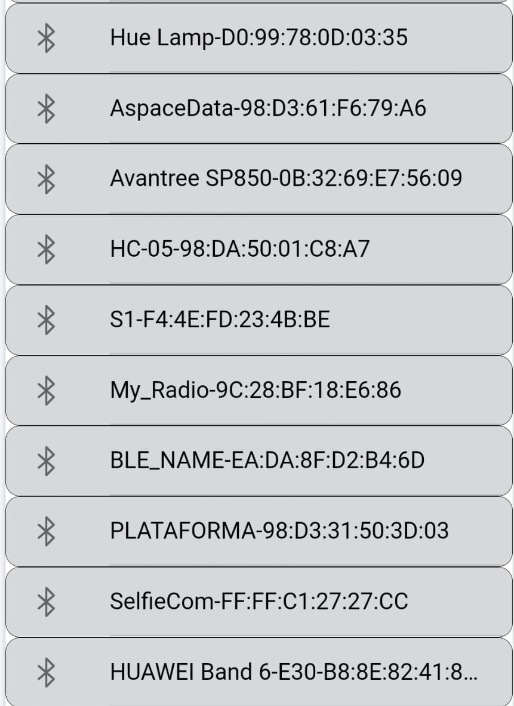 Hue Lamp-D0:99:78:0D:03:35
AspaceData-98:D3:61:F6:79:A6
Avantree SP850-0B:32:69:E7:56:09
HC-05-98:DA:50:01:C8:A7
S1-F4:4E:FD:23:4B:BE
My_Radio-9C:28:BF:18:E6:86
BLE_NAME-EA:DA:8F:D2:B4:6D
PLATAFORMA-98:D3:31:50:3D:03
SelfieCom-FF:FF:C1:27:27:CC
HUAWEI Band 6-E30-B8:8E:82:41:8...